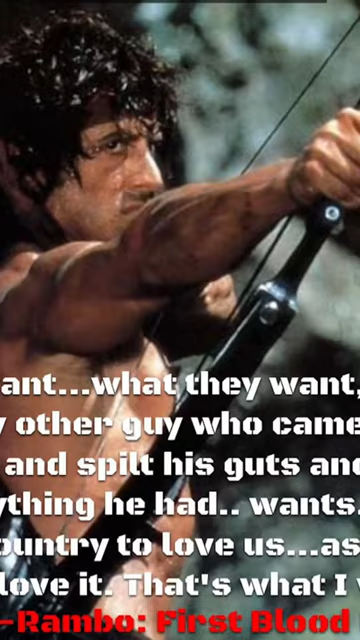 ant...what they want,
other guy who came
and spilt his guts and
ything he had.. wants.
ountry to love us...as
love it. That's what I
-Rambo: First Blood